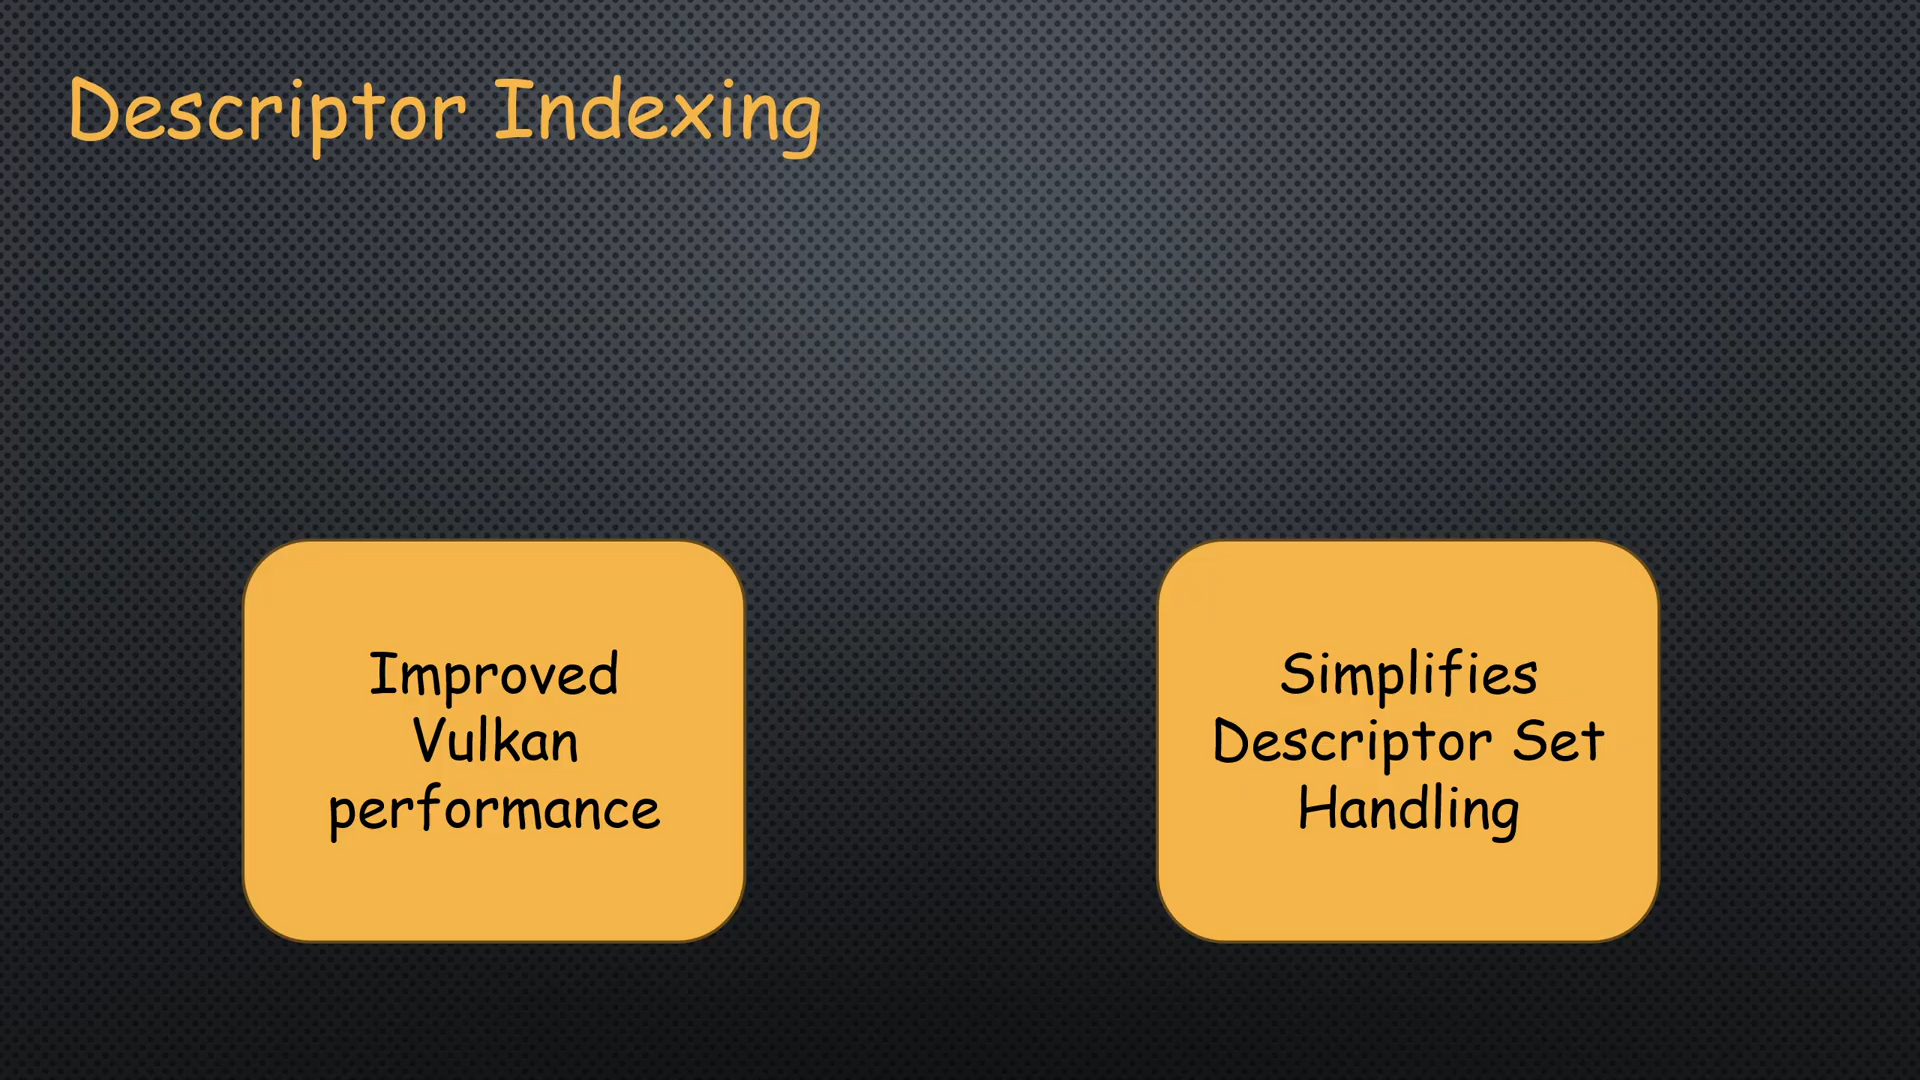 Descriptor Indexing
Improved
Vulkan
performance
Simplifies
Descriptor Set
Handling